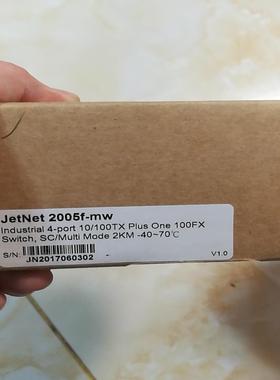 JetNet 2005f-mw
Industrial 4-port 10/100TX Plus One 100FX
Switch, SC/Multi Mode 2KM -40~70℃
S/N:
JN2017060302
V1.0